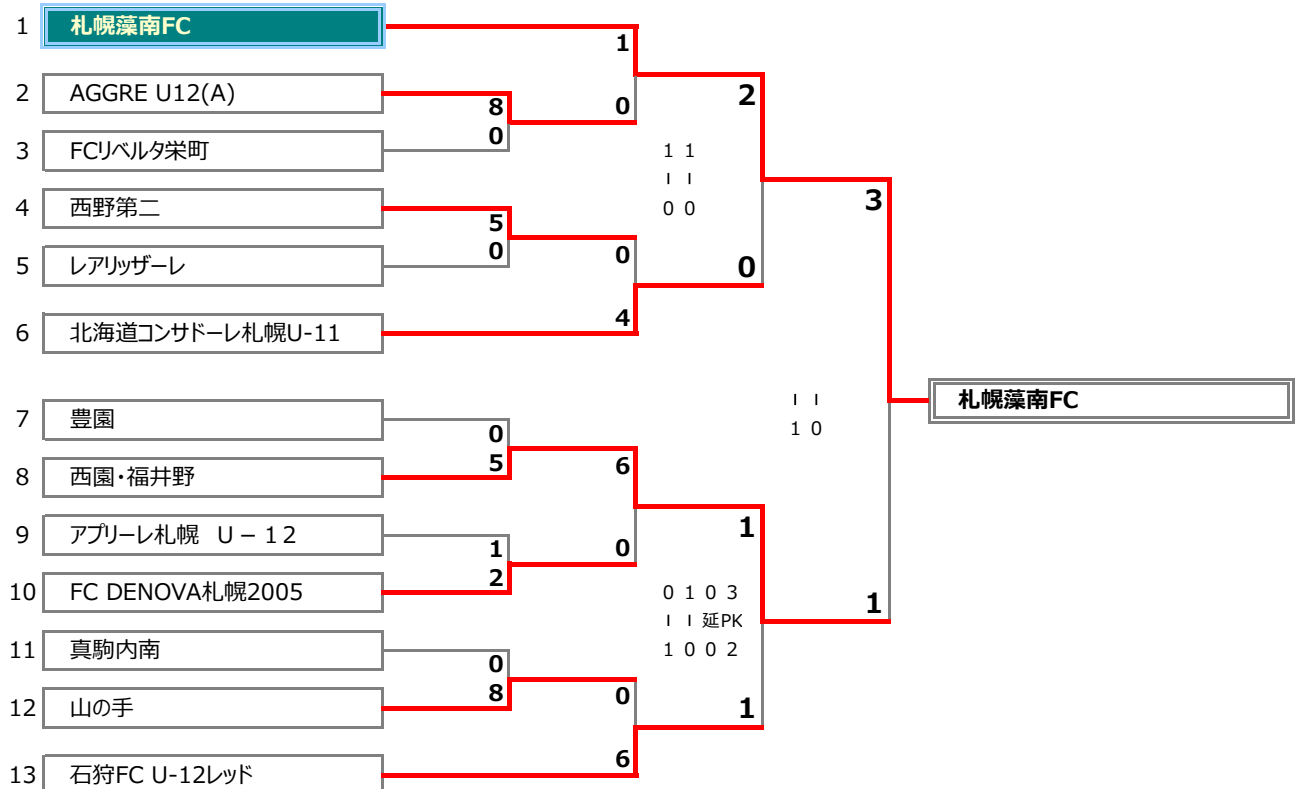 1 札幌藻南FC
1
2 AGGRE U12(A)
8
0
2
0
3 FCリベルタ栄町
1 1
ー ー
0 0
4 西野第二
5
0
3
5 レアリッザーレ
0
0
4
6 北海道コンサドーレ札幌U-11
ー ー
1 0
札幌藻南FC
7 豊園
0
5
6
8 西園・福井野
9 アプリーレ札幌 U－12
1
2
0
1
10 FC DENOVA札幌2005
0 1 0 3
ー ー 延 PK
1 0 0 2
1
11 真駒内南
0
8
12 山の手
0
1
6
13 石狩FC U-12レッド